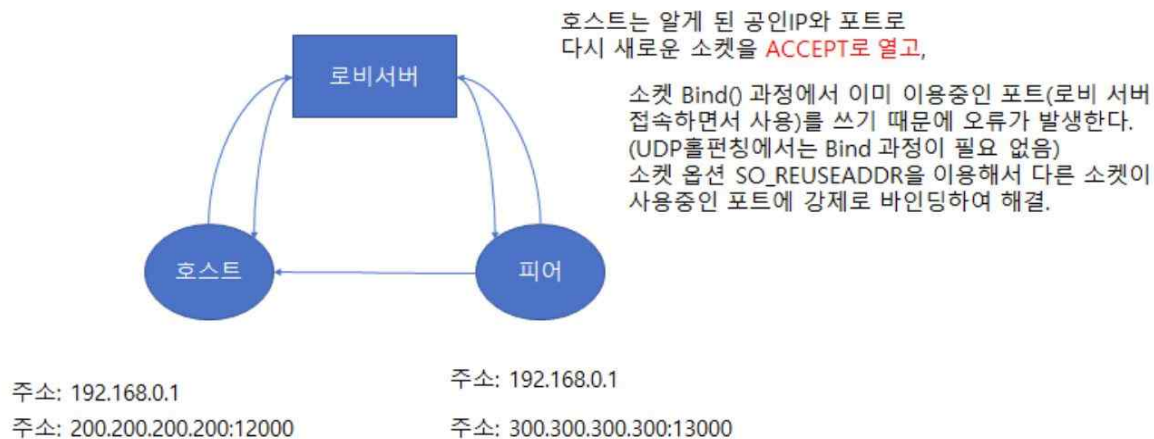 호스트는 알게 된 공인IP와 포트로
다시 새로운 소켓을 ACCEPT로 열고,
로비서버
소켓 Bind() 과정에서 이미 이용중인 포트(로비 서버
접속하면서 사용)를 쓰기 때문에 오류가 발생한다.
(UDP홀펀칭에서는 Bind 과정이 필요 없음)
소켓 옵션 SO_REUSEADDR을 이용해서 다른 소켓이
사용중인 포트에 강제로 바인딩하여 해결.
호스트
피어
주소: 192.168.0.1
주소: 200.200.200.200:12000
주소: 192.168.0.1
주소: 300.300.300.300:13000